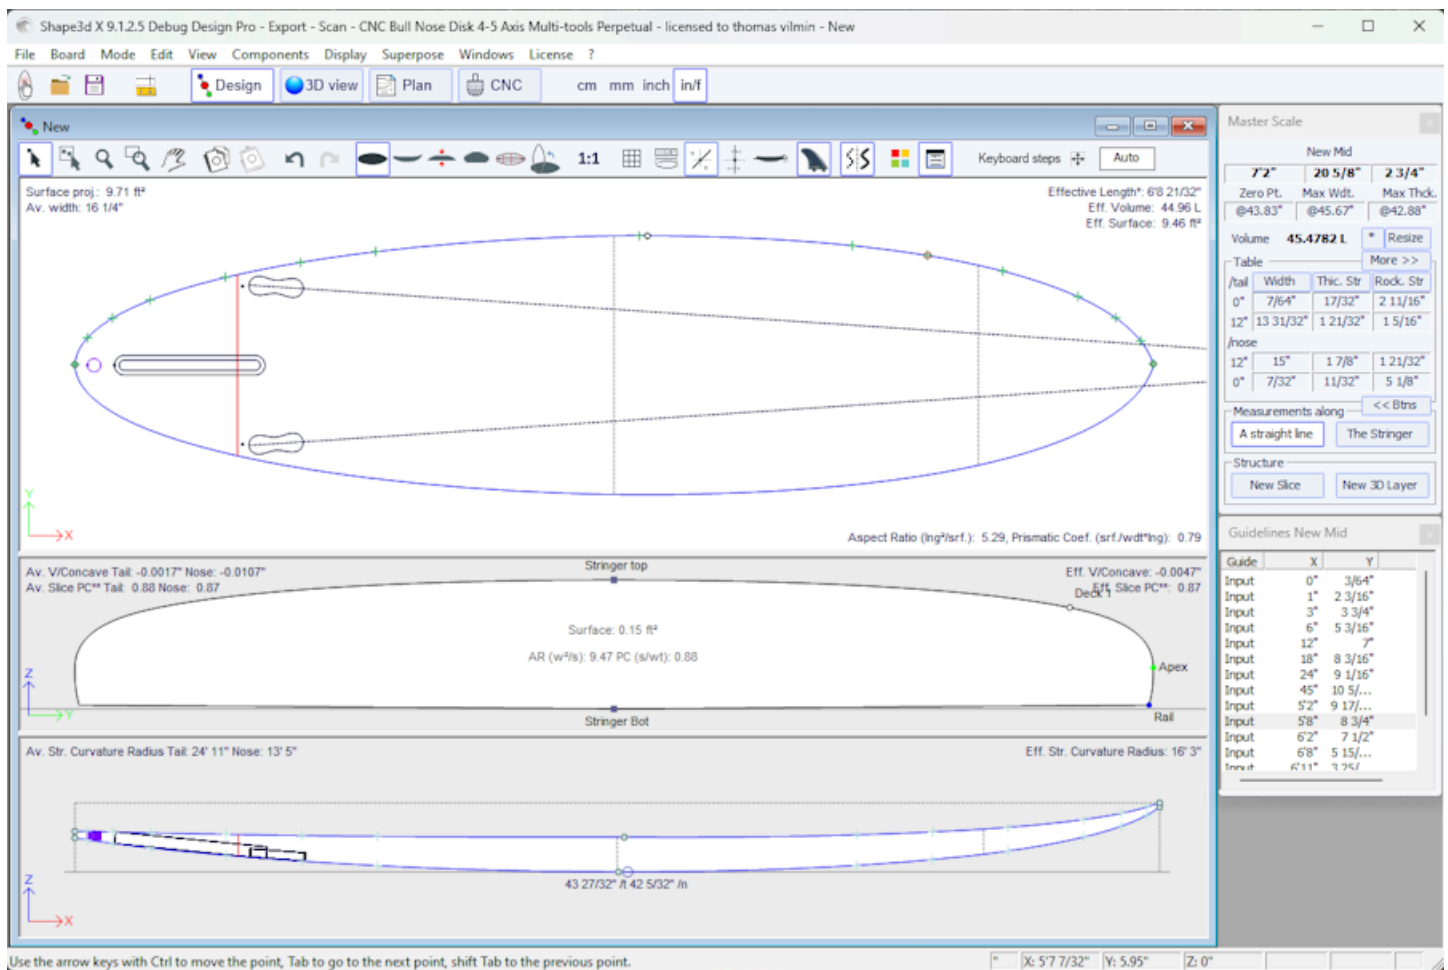 Shape3d X 9.1.2.5 Debug Design Pro - Export - Scan - CNC Bull Nose Disk 4-5 Axis Multi-tools Perpetual - licensed to thomas vilmin - New
File Board Mode Edit View Components Display Superpose Windows License ?
Design 3D view Plan CNC cm mm inch in/f
New
1:1 Keyboard steps Auto
Surface proj.: 9.71 ft²
Av. width: 16 1/4"
Effective Length*: 6'8 21/32"
Eff. Volume: 44.96 L
Eff. Surface: 9.46 ft²
Y
X
Aspect Ratio (lng²/srf.): 5.29, Prismatic Coef. (srf./wdt*lng): 0.79
Av. V/Concave Tail: -0.0017" Nose: -0.0107"
Av. Slice PC** Tail: 0.88 Nose: 0.87
Stringer top
Eff. V/Concave: -0.0047"
Eff. Slice PC**: 0.87
Deck 1
Surface: 0.15 ft²
AR (w²/s): 9.47 PC (s/wt): 0.88
Apex
Z
Y
Stringer Bot
Rail
Av. Str. Curvature Radius Tail: 24' 11" Nose: 13' 5"
Eff. Str. Curvature Radius: 16' 3"
43 27/32" /t 42 5/32" /n
Z
X
Master Scale
New Mid
7'2" 20 5/8" 2 3/4"
Zero Pt. Max Wdt. Max Thck.
@43.83" @45.67" @42.88"
Volume 45.4782 L * Resize
Table More >>
/tail Width Thic. Str Rock. Str
0" 7/64" 17/32" 2 11/16"
12" 13 31/32" 1 21/32" 1 5/16"
/nose
12" 15" 1 7/8" 1 21/32"
0" 7/32" 11/32" 5 1/8"
Measurements along << Btns
A straight line The Stringer
Structure
New Slice New 3D Layer
Guidelines New Mid
Guide X Y
Input 0" 3/64"
Input 1" 2 3/16"
Input 3" 3 3/4"
Input 6" 5 3/16"
Input 12" 7"
Input 18" 8 3/16"
Input 24" 9 1/16"
Input 45" 10 5/...
Input 5'2" 9 17/...
Input 5'8" 8 3/4"
Input 6'2" 7 1/2"
Input 6'8" 5 15/...
Input 6'11" 3 25/
Use the arrow keys with Ctrl to move the point, Tab to go to the next point, shift Tab to the previous point.
" X: 5'7 7/32" Y: 5.95" Z: 0"